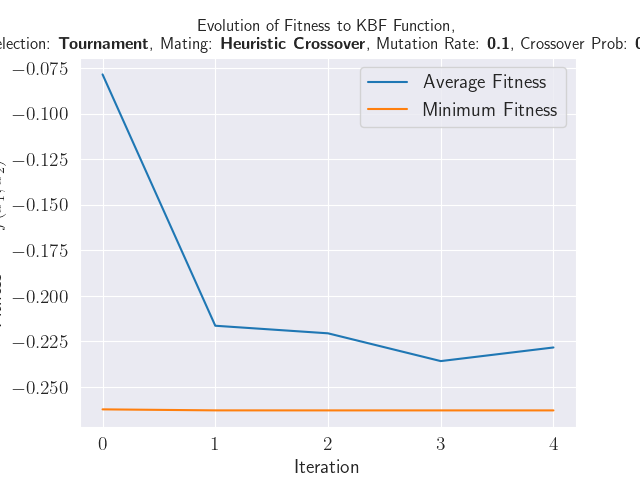 Evolution of Fitness to KBF Function,
election: Tournament, Mating: Heuristic Crossover, Mutation Rate: 0.1, Crossover Prob: 0
−0.075
−0.100
−0.125
−0.150
−0.175
−0.200
−0.225
−0.250
Average Fitness
Minimum Fitness
0 1 2 3 4
Iteration